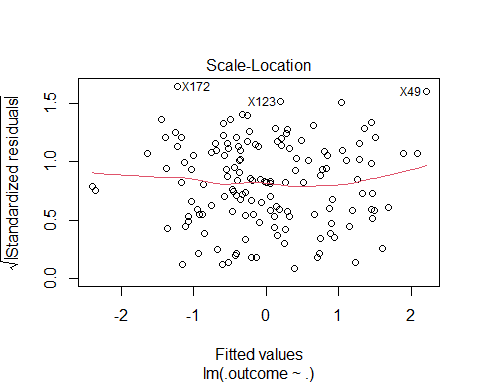 Scale-Location
√|Standardized residuals|
1.5
1.0
0.5
0.0
X172
X123
X49
-2 -1 0 1 2
Fitted values
lm(.outcome ~ .)